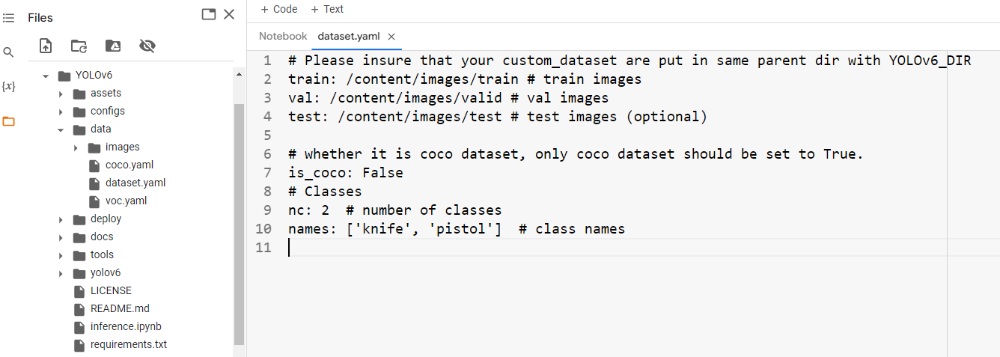 Files
+ Code + Text
Notebook dataset.yaml
{x}
YOLOv6
assets
configs
data
images
coco.yaml
dataset.yaml
voc.yaml
deploy
docs
tools
yolov6
LICENSE
README.md
inference.ipynb
requirements.txt
1 # Please insure that your custom_dataset are put in same parent dir with YOLOv6_DIR
2 train: /content/images/train # train images
3 val: /content/images/valid # val images
4 test: /content/images/test # test images (optional)
5
6 # whether it is coco dataset, only coco dataset should be set to True.
7 is_coco: False
8 # Classes
9 nc: 2  # number of classes
10 names: ['knife', 'pistol']  # class names
11